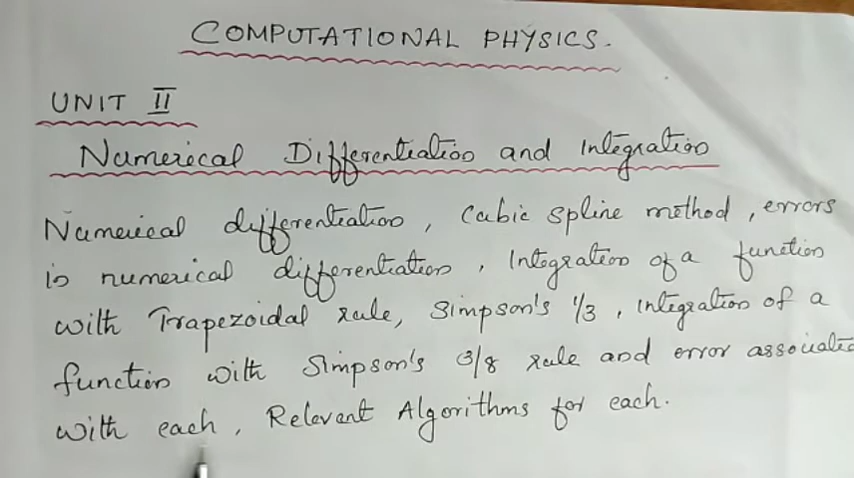 COMPUTATIONAL PHYSICS.
UNIT II
Numerical Differentiation and Integration
Numerical differentiation, Cubic spline method, errors
in numerical differentiation, Integration of a function
with Trapezoidal rule, Simpson's 1/3, integration of a
function with Simpson's 3/8 rule and error associated
with each, Relevant Algorithms for each.